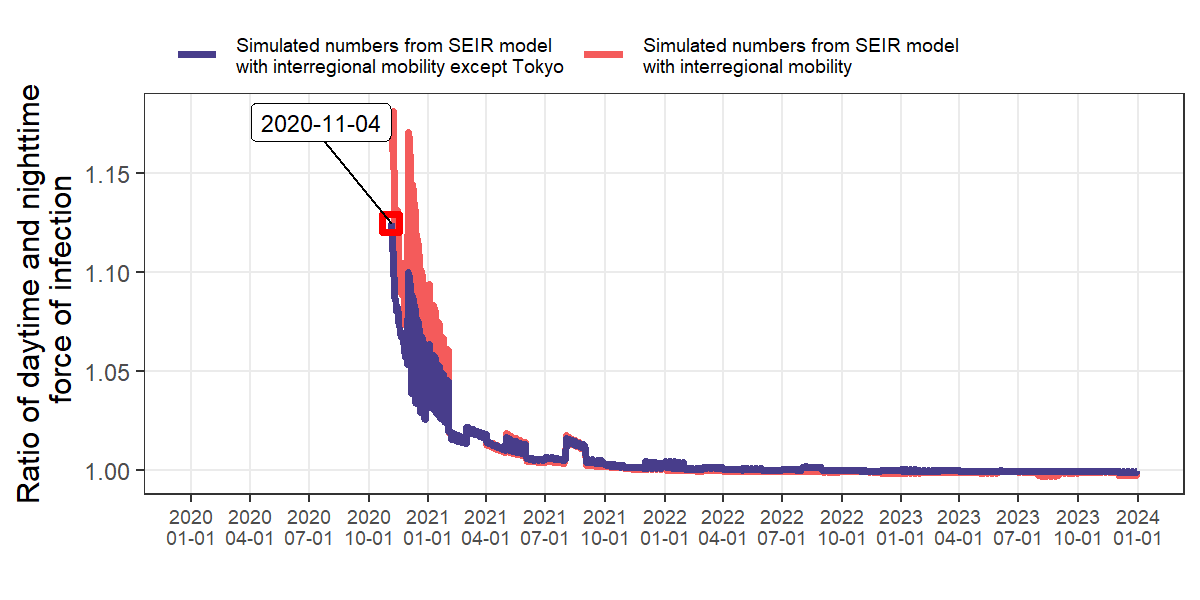 Simulated numbers from SEIR model
with interregional mobility except Tokyo
Simulated numbers from SEIR model
with interregional mobility
Ratio of daytime and nighttime
force of infection
2020-11-04
1.15
1.10
1.05
1.00
2020 2020 2020 2020 2021 2021 2021 2021 2022 2022 2022 2022 2023 2023 2023 2023 2024
01-01 04-01 07-01 10-01 01-01 04-01 07-01 10-01 01-01 04-01 07-01 10-01 01-01 04-01 07-01 10-01 01-01